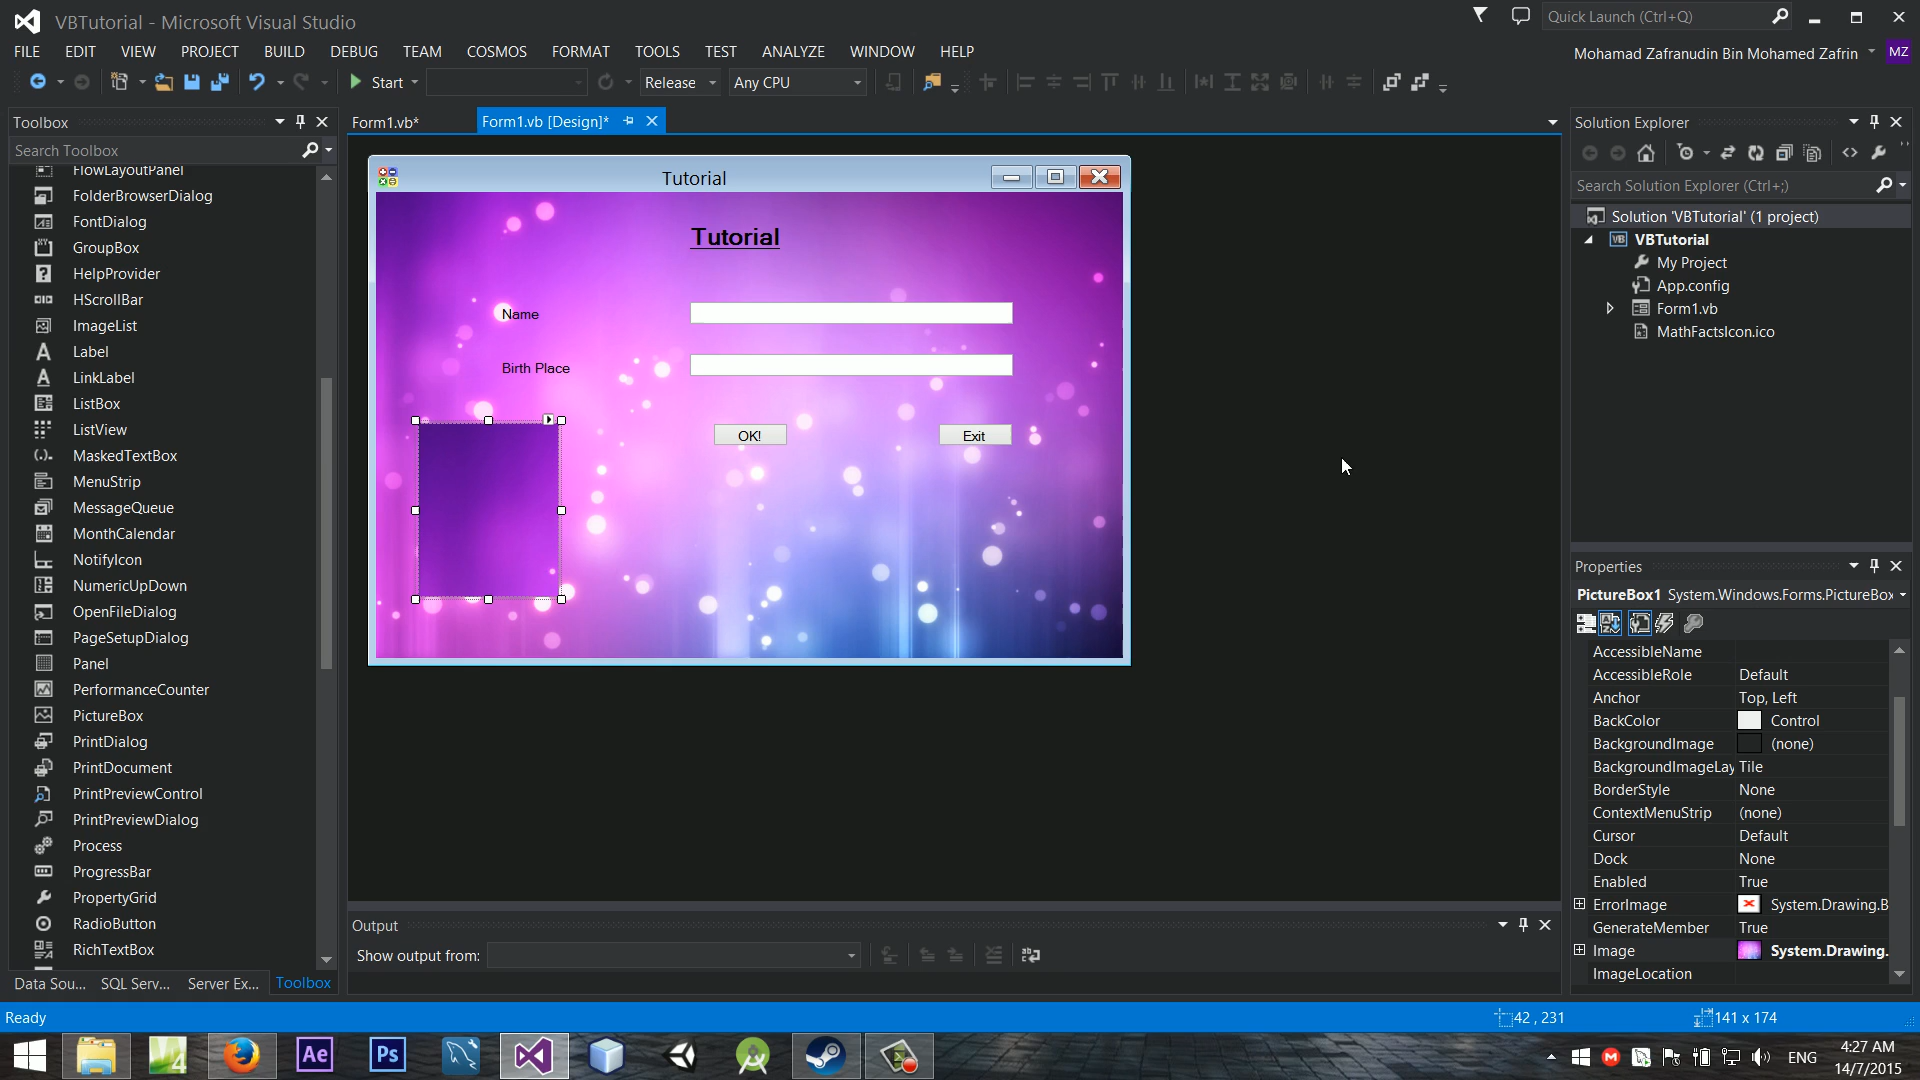 VBTutorial - Microsoft Visual Studio
Quick Launch (Ctrl+Q)
FILE EDIT VIEW PROJECT BUILD DEBUG TEAM COSMOS FORMAT TOOLS TEST ANALYZE WINDOW HELP
Mohamad Zafranudin Bin Mohamed Zafrin MZ
Start Release Any CPU
Toolbox
Search Toolbox
FlowLayoutPanel
FolderBrowserDialog
FontDialog
GroupBox
HelpProvider
HScrollBar
ImageList
Label
LinkLabel
ListBox
ListView
MaskedTextBox
MenuStrip
MessageQueue
MonthCalendar
NotifyIcon
NumericUpDown
OpenFileDialog
PageSetupDialog
Panel
PerformanceCounter
PictureBox
PrintDialog
PrintDocument
PrintPreviewControl
PrintPreviewDialog
Process
ProgressBar
PropertyGrid
RadioButton
RichTextBox
Data Sou... SQL Serv... Server Ex... Toolbox
Form1.vb* Form1.vb [Design]*
Tutorial
Tutorial
Name
Birth Place
OK! Exit
Output
Show output from:
Solution Explorer
Search Solution Explorer (Ctrl+;)
Solution 'VBTutorial' (1 project)
VB VBTutorial
My Project
App.config
Form1.vb
MathFactsIcon.ico
Properties
PictureBox1 System.Windows.Forms.PictureBox
AccessibleName
AccessibleRole Default
Anchor Top, Left
BackColor Control
BackgroundImage (none)
BackgroundImageLay Tile
BorderStyle None
ContextMenuStrip (none)
Cursor Default
Dock None
Enabled True
ErrorImage System.Drawing.B
GenerateMember True
Image System.Drawing.
ImageLocation
Ready 42 , 231 141 x 174
4 Ae Ps
ENG
4:27 AM
14/7/2015